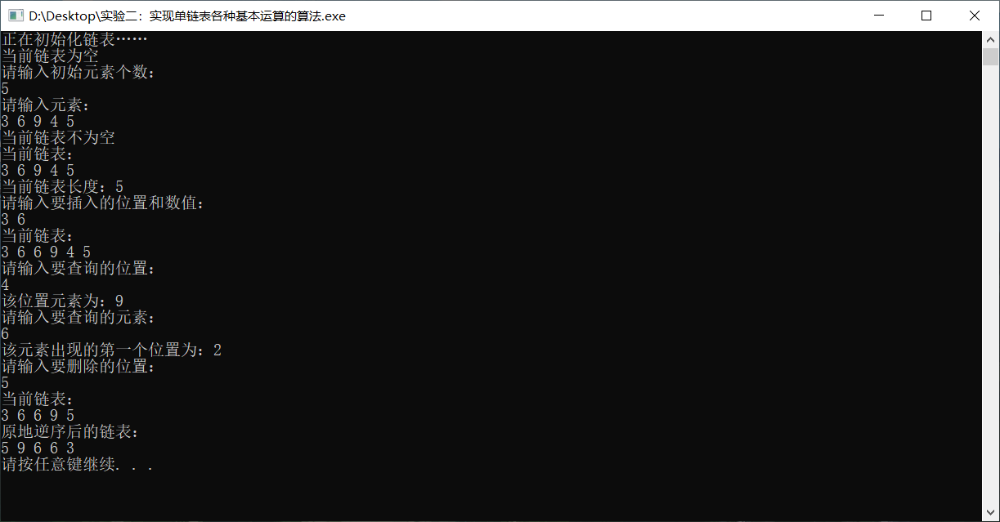 D:\Desktop\实验二：实现单链表各种基本运算的算法.exe
正在初始化链表……
当前链表为空
请输入初始元素个数：
5
请输入元素：
3 6 9 4 5
当前链表不为空
当前链表：
3 6 9 4 5
当前链表长度：5
请输入要插入的位置和数值：
3 6
当前链表：
3 6 6 9 4 5
请输入要查询的位置：
4
该位置元素为：9
请输入要查询的元素：
6
该元素出现的第一个位置为：2
请输入要删除的位置：
5
当前链表：
3 6 6 9 5
原地逆序后的链表：
5 9 6 6 3
请按任意键继续. . .